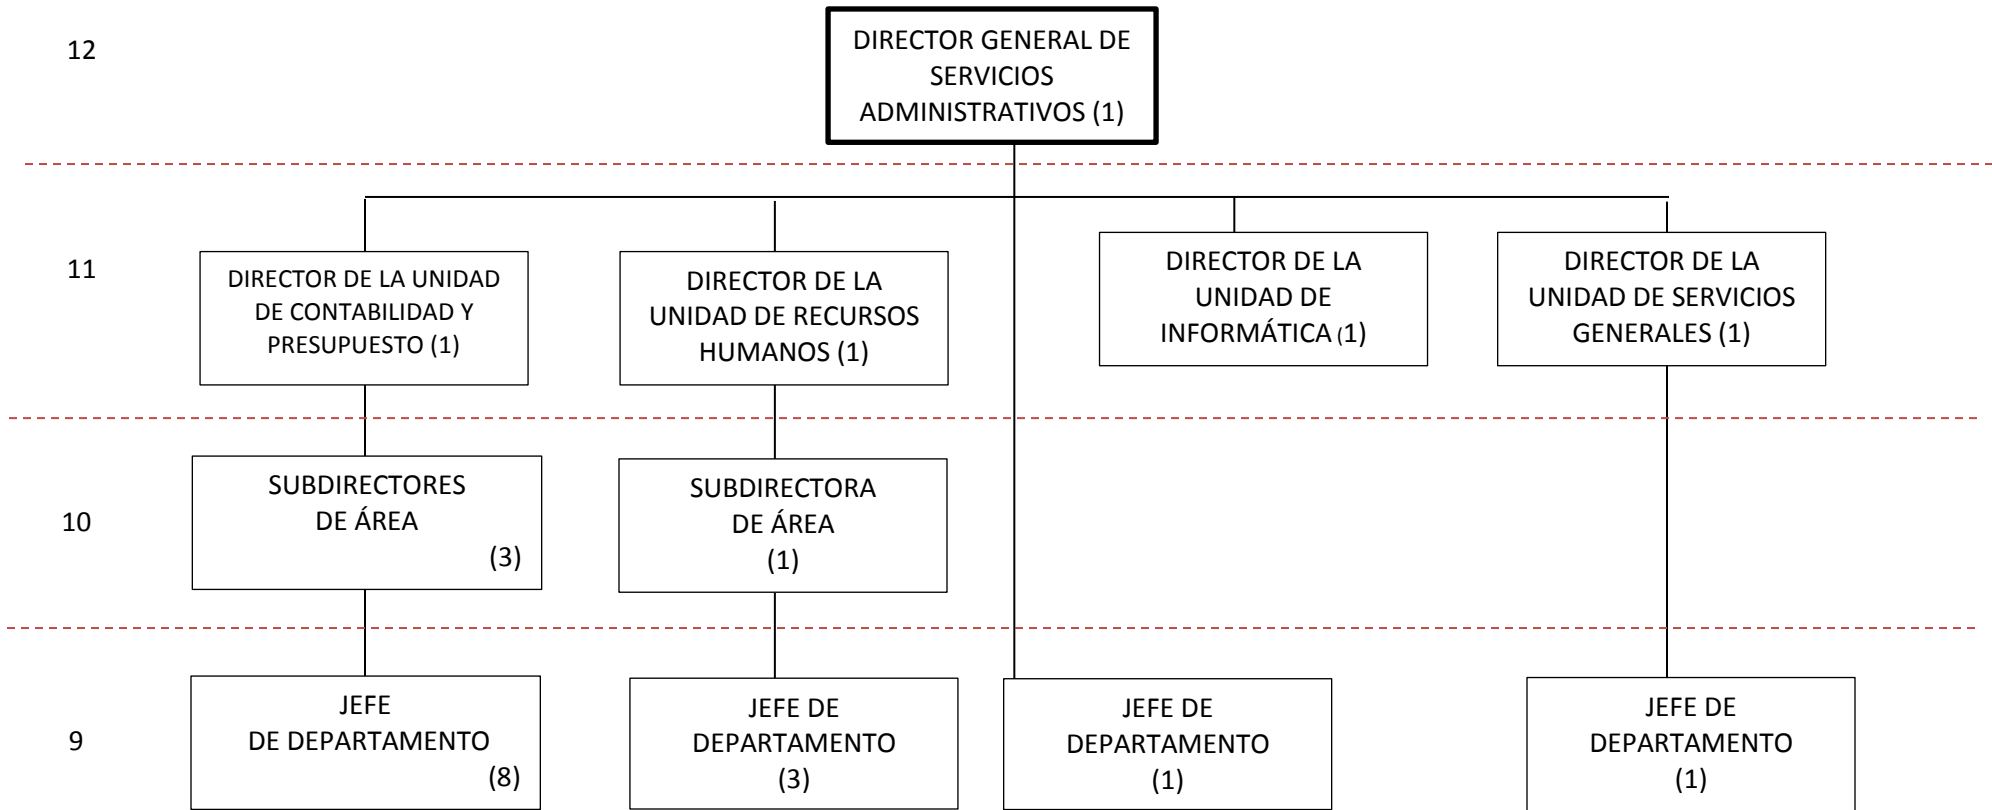 12
DIRECTOR GENERAL DE
SERVICIOS
ADMINISTRATIVOS (1)
11
DIRECTOR DE LA UNIDAD
DE CONTABILIDAD Y
PRESUPUESTO (1)
DIRECTOR DE LA
UNIDAD DE RECURSOS
HUMANOS (1)
DIRECTOR DE LA
UNIDAD DE
INFORMÁTICA (1)
DIRECTOR DE LA
UNIDAD DE SERVICIOS
GENERALES (1)
10
SUBDIRECTORES
DE ÁREA
(3)
SUBDIRECTORA
DE ÁREA
(1)
9
JEFE
DE DEPARTAMENTO
(8)
JEFE DE
DEPARTAMENTO
(3)
JEFE DE
DEPARTAMENTO
(1)
JEFE DE
DEPARTAMENTO
(1)